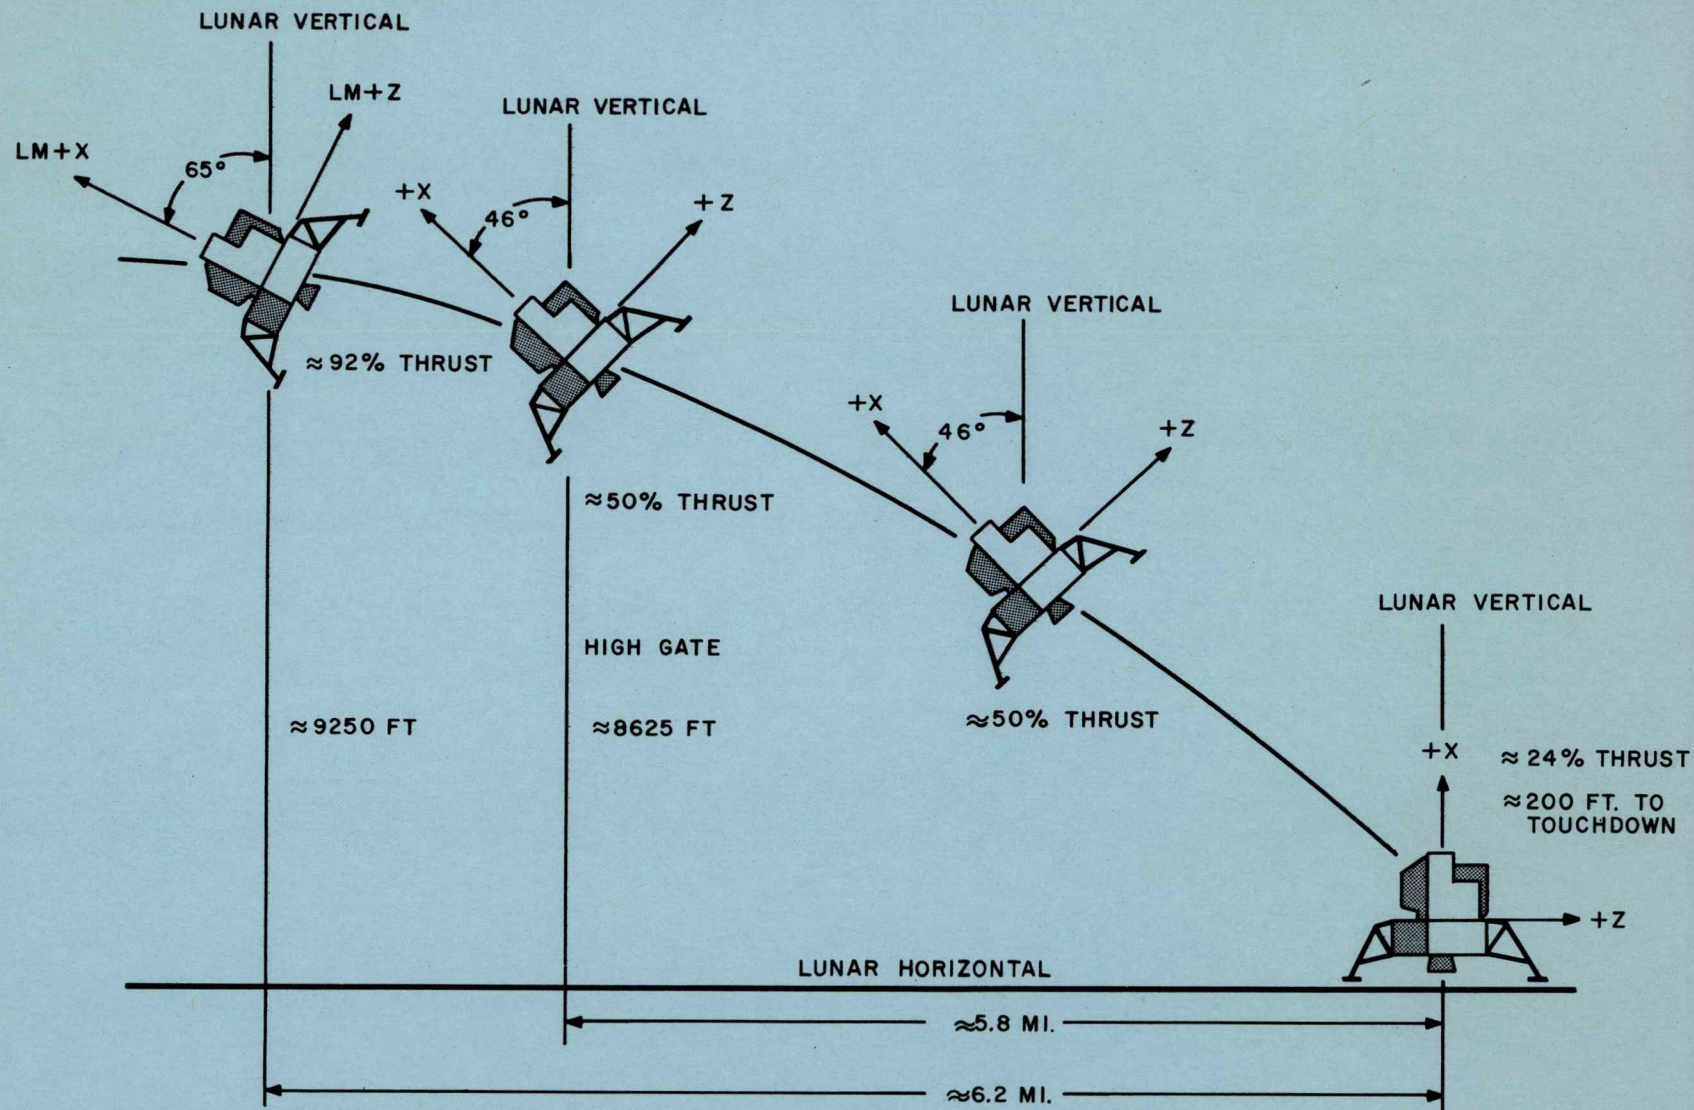 LUNAR VERTICAL
LM+Z
LM+X
65°
LUNAR VERTICAL
+X
46°
+Z
≈92% THRUST
≈50% THRUST
LUNAR VERTICAL
+X
46°
+Z
≈50% THRUST
HIGH GATE
≈9250 FT
≈8625 FT
LUNAR VERTICAL
+X
≈24% THRUST
≈200 FT. TO
TOUCHDOWN
+Z
LUNAR HORIZONTAL
≈5.8 MI.
≈6.2 MI.